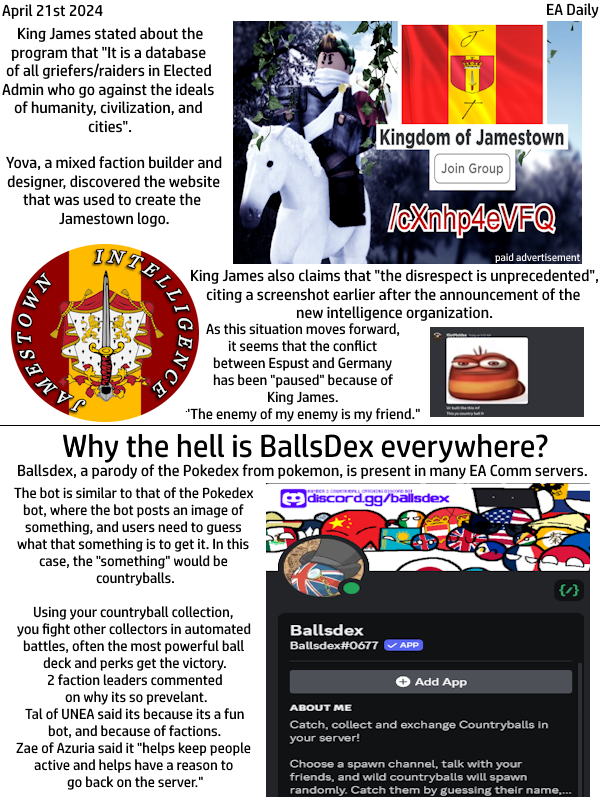 April 21st 2024
EA Daily
King James stated about the
program that "It is a database
of all griefers/raiders in Elected
Admin who go against the ideals
of humanity, civilization, and
cities".
Yova, a mixed faction builder and
designer, discovered the website
that was used to create the
Jamestown logo.
Kingdom of Jamestown
Join Group
/cXnhp4eVFQ
paid advertisement
JAMESTOWN INTELLIGENCE
King James also claims that "the disrespect is unprecedented",
citing a screenshot earlier after the announcement of the
new intelligence organization.
As this situation moves forward,
it seems that the conflict
between Espust and Germany
has been "paused" because of
King James.
"The enemy of my enemy is my friend."
Ur built like this irl
Why the hell is BallsDex everywhere?
Ballsdex, a parody of the Pokedex from pokemon, is present in many EA Comm servers.
The bot is similar to that of the Pokedex
bot, where the bot posts an image of
something, and users need to guess
what that something is to get it. In this
case, the "something" would be
countryballs.
Using your countryball collection,
you fight other collectors in automated
battles, often the most powerful ball
deck and perks get the victory.
2 faction leaders commented
on why its so prevelant.
Tal of UNEA said its because its a fun
bot, and because of factions.
Zae of Azuria said it "helps keep people
active and helps have a reason to
go back on the server."
discord.gg/ballsdex
Ballsdex
Ballsdex#0677 ✓ APP
Add App
ABOUT ME
Catch, collect and exchange Countryballs in
your server!
Choose a spawn channel, talk with your
friends, and wild countryballs will spawn
randomly. Catch them by guessing their name,...